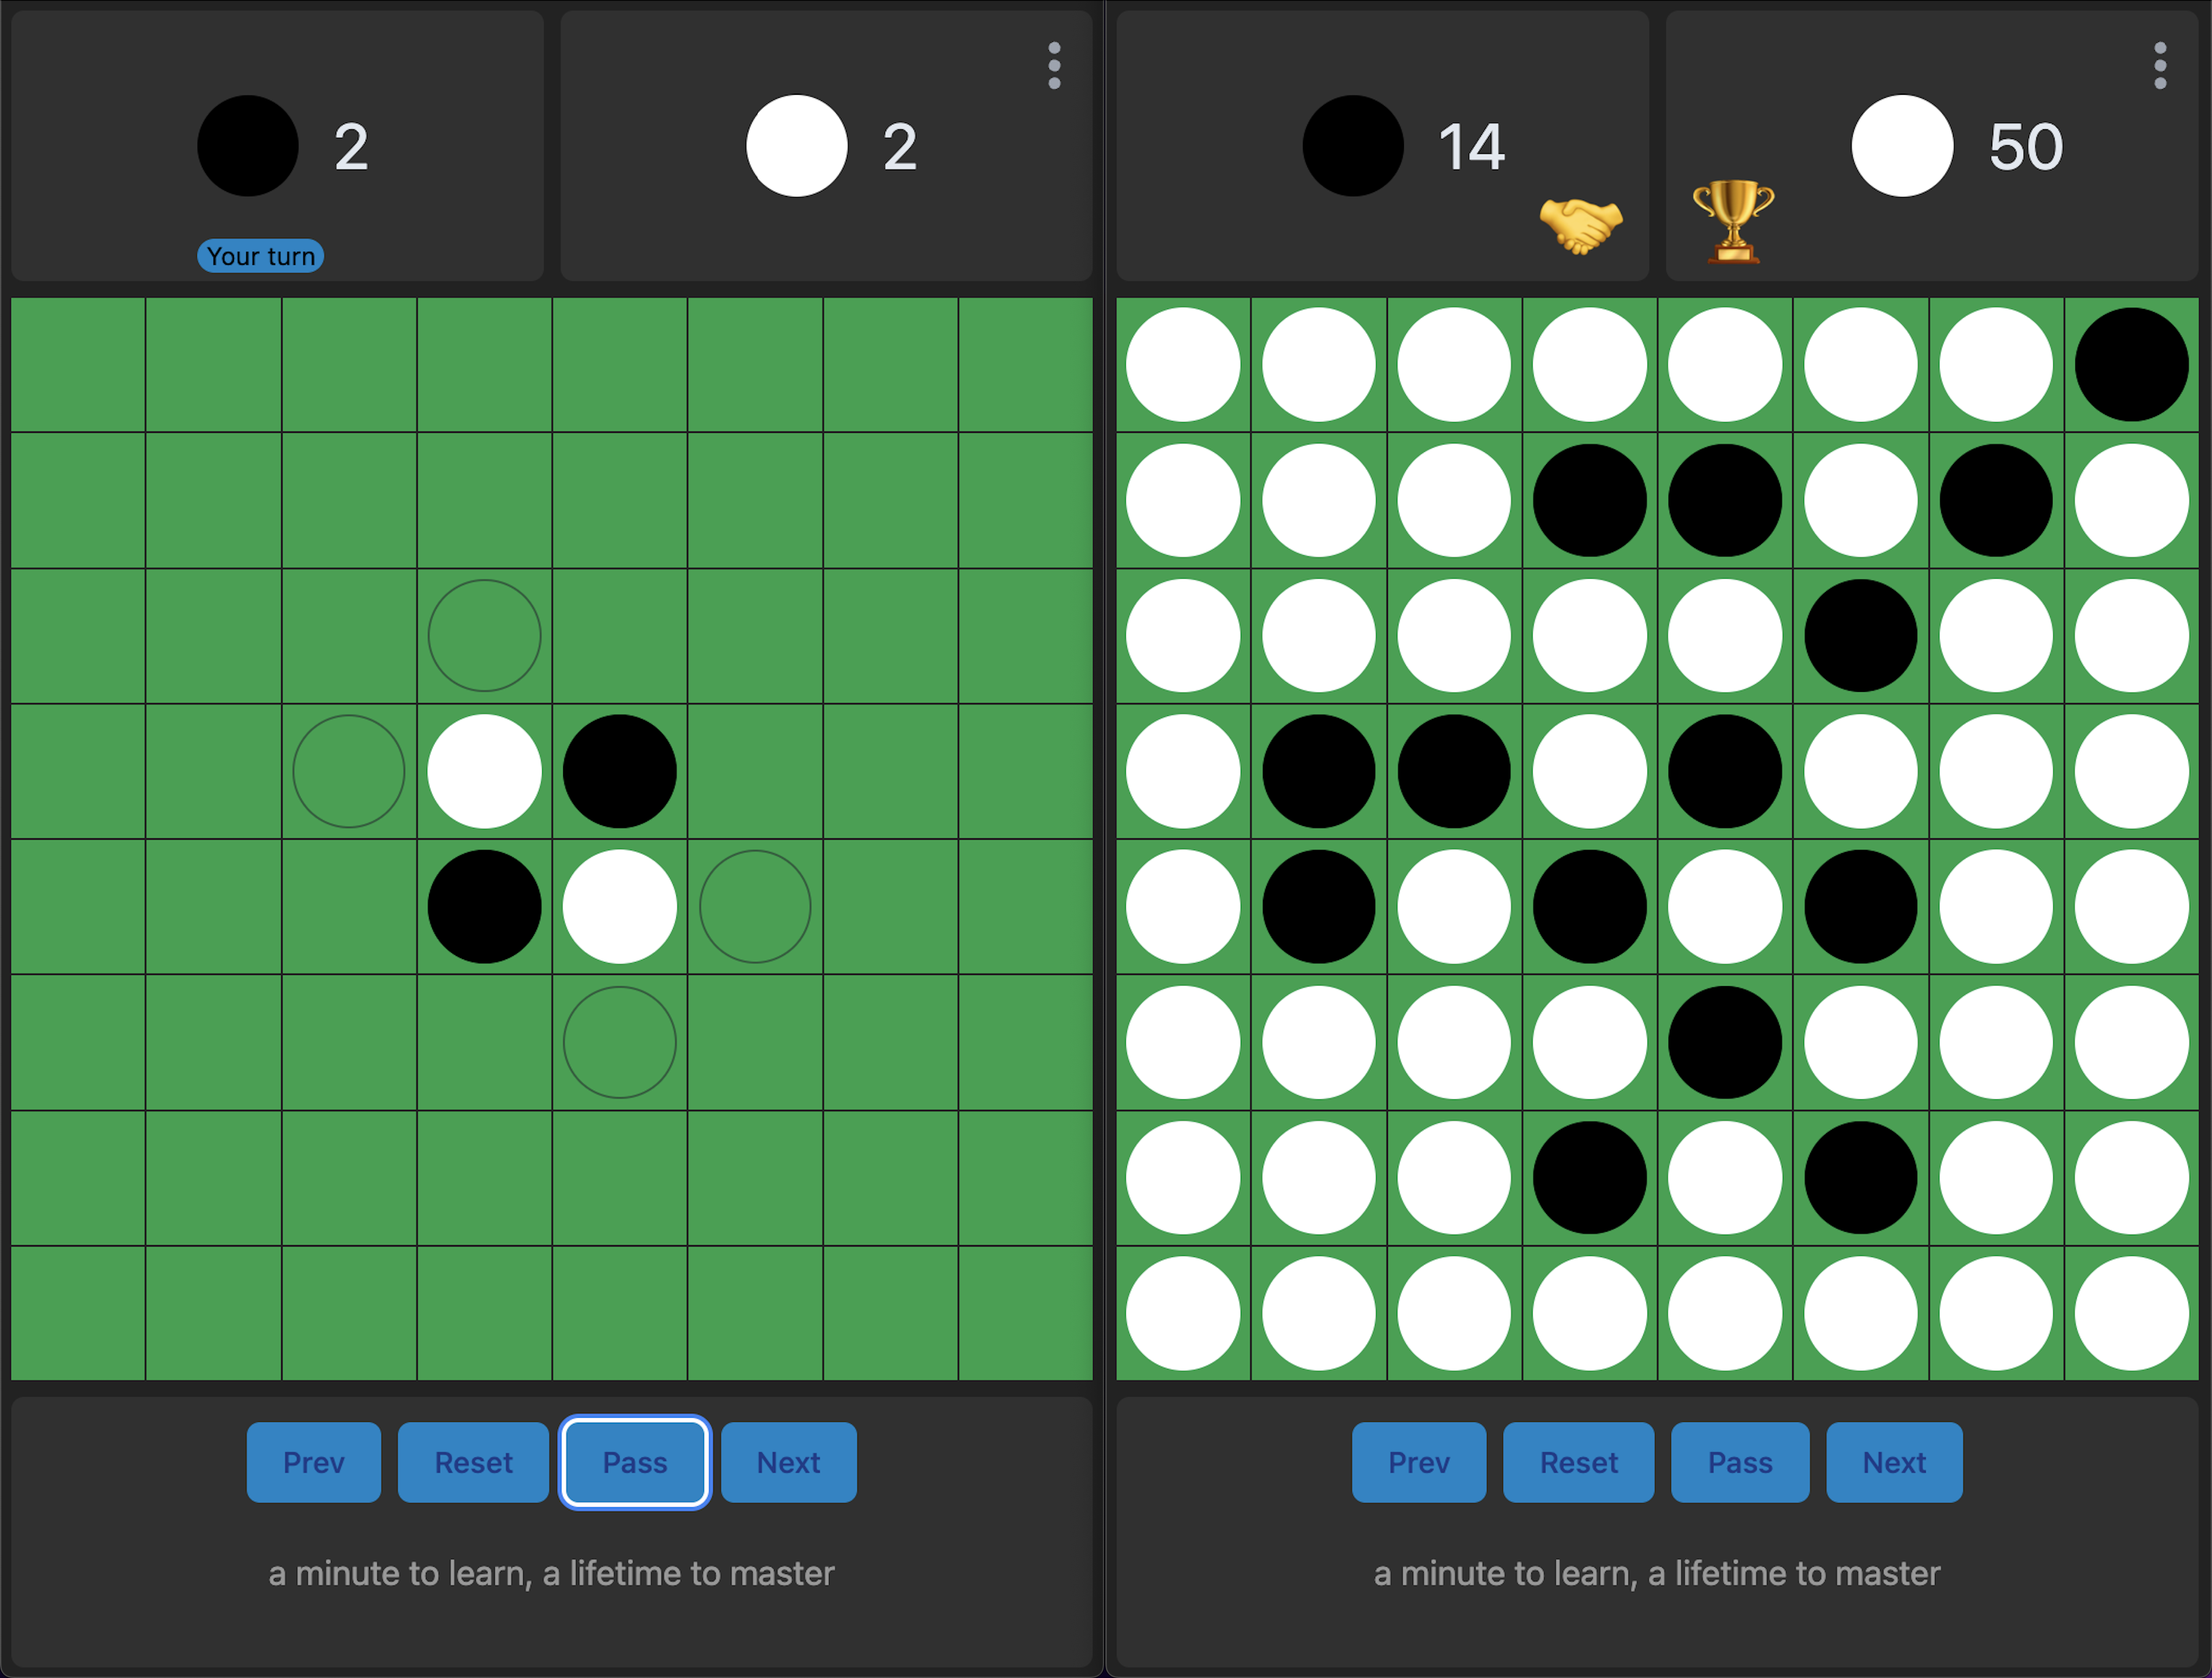 2
2
Your turn
14
50
Prev
Reset
Pass
Next
a minute to learn, a lifetime to master
Prev
Reset
Pass
Next
a minute to learn, a lifetime to master